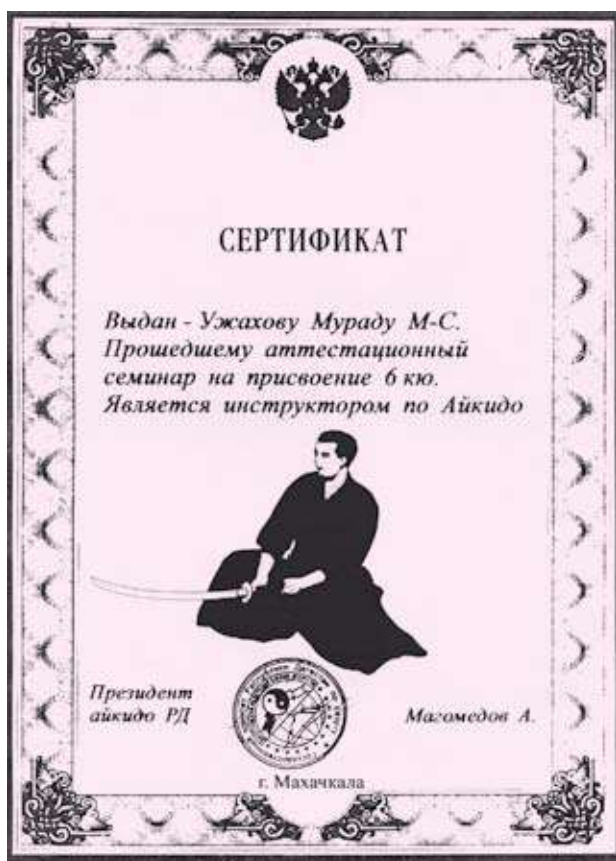 СЕРТИФИКАТ
Выдан - Ужахову Мураду М-С.
Прошедшему аттестационный
семинар на присвоение 6 кю.
Является инструктором по Айкидо
Президент
айкидо РД
Магомедов А.
г. Махачкала